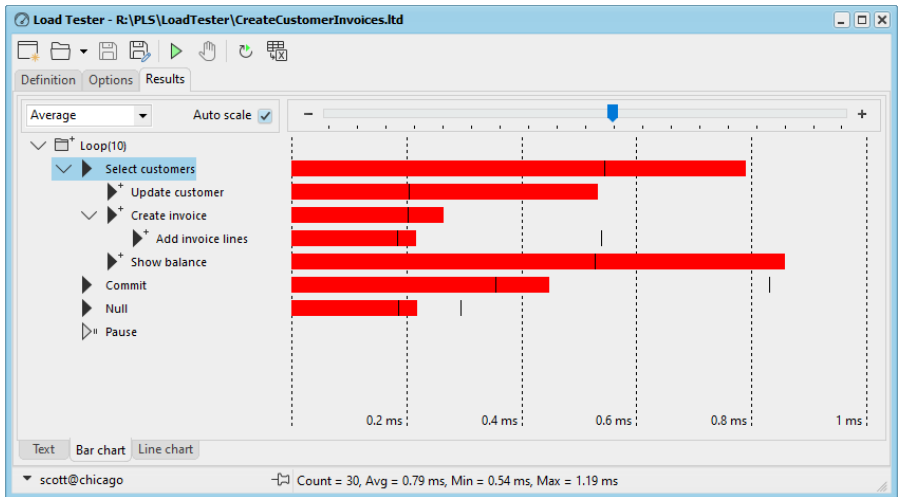 Load Tester - R:\PLS\LoadTester\CreateCustomerInvoices.ltd
Definition Options Results
Average Auto scale - +
Loop(10)
Select customers
Update customer
Create invoice
Add invoice lines
Show balance
Commit
Null
Pause
0.2 ms 0.4 ms 0.6 ms 0.8 ms 1 ms
Text Bar chart Line chart
scott@chicago Count = 30, Avg = 0.79 ms, Min = 0.54 ms, Max = 1.19 ms